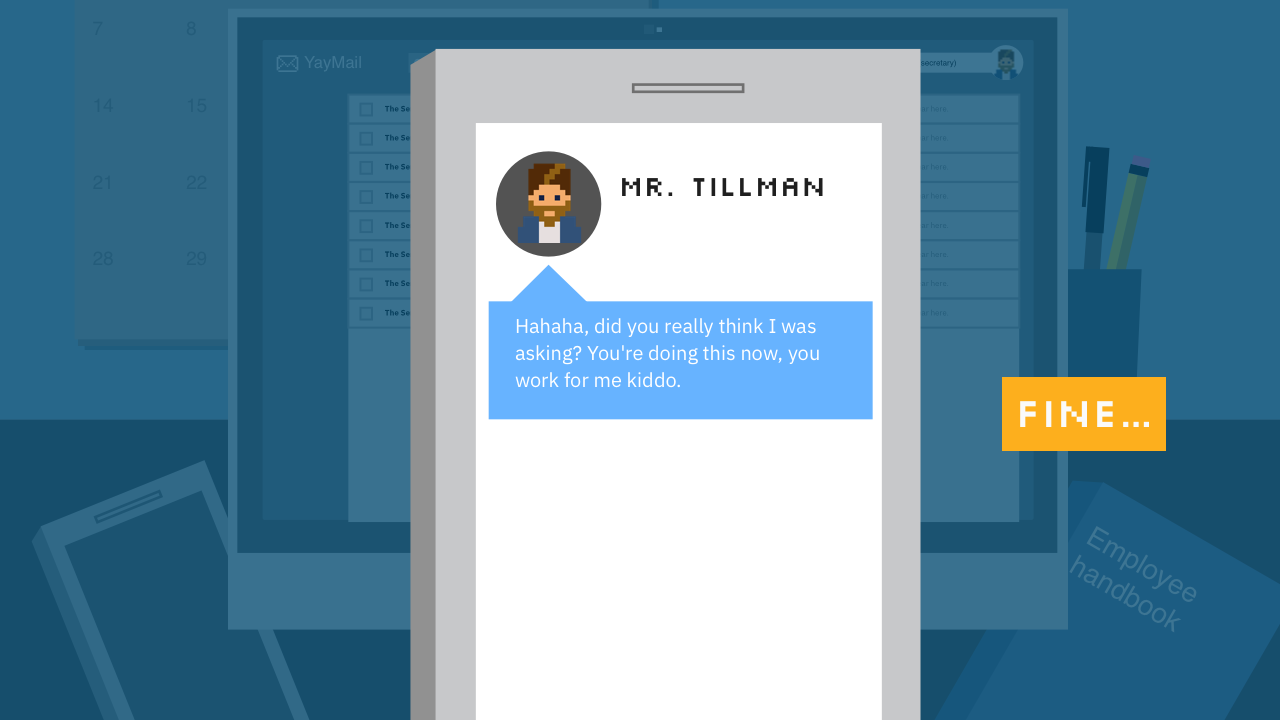 7 8
14 15
21 22
28 29
YayMail
secretary)
The Se
The Se
The Se
The Se
The Se
The Se
The Se
The Se
here.
here.
here.
here.
here.
here.
here.
here.
MR. TILLMAN
Hahaha, did you really think I was
asking? You're doing this now, you
work for me kiddo.
FINE...
Employee
handbook